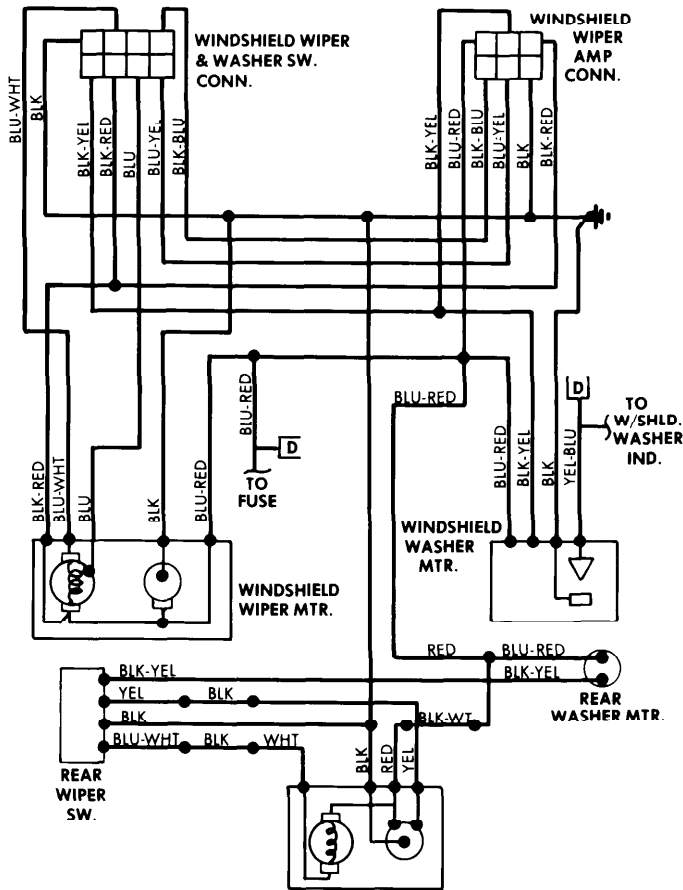 WINDSHIELD WIPER
& WASHER SW.
CONN.
WINDSHIELD
WIPER
AMP
CONN.
BLU-WHT
BLK
BLK-YEL
BLK-RED
BLU
BLU-YEL
BLK-BLU
BLK-YEL
BLU-RED
BLK-BLU
BLU-YEL
BLK
BLK-RED
BLU-RED
BLU-RED
D
TO
FUSE
D
TO
W/SHLD.
WASHER
IND.
BLK-RED
BLU-WHT
BLU
BLK
BLU-RED
BLU-RED
BLK-YEL
BLK
YEL-BLU
WINDSHIELD
WASHER
MTR.
WINDSHIELD
WIPER MTR.
RED
BLU-RED
BLK-YEL
BLK-YEL
YEL
BLK
BLK
BLU-WHT
BLK
WHT
BLK-WT
REAR
WASHER MTR.
BLK
RED
YEL
REAR
WIPER
SW.